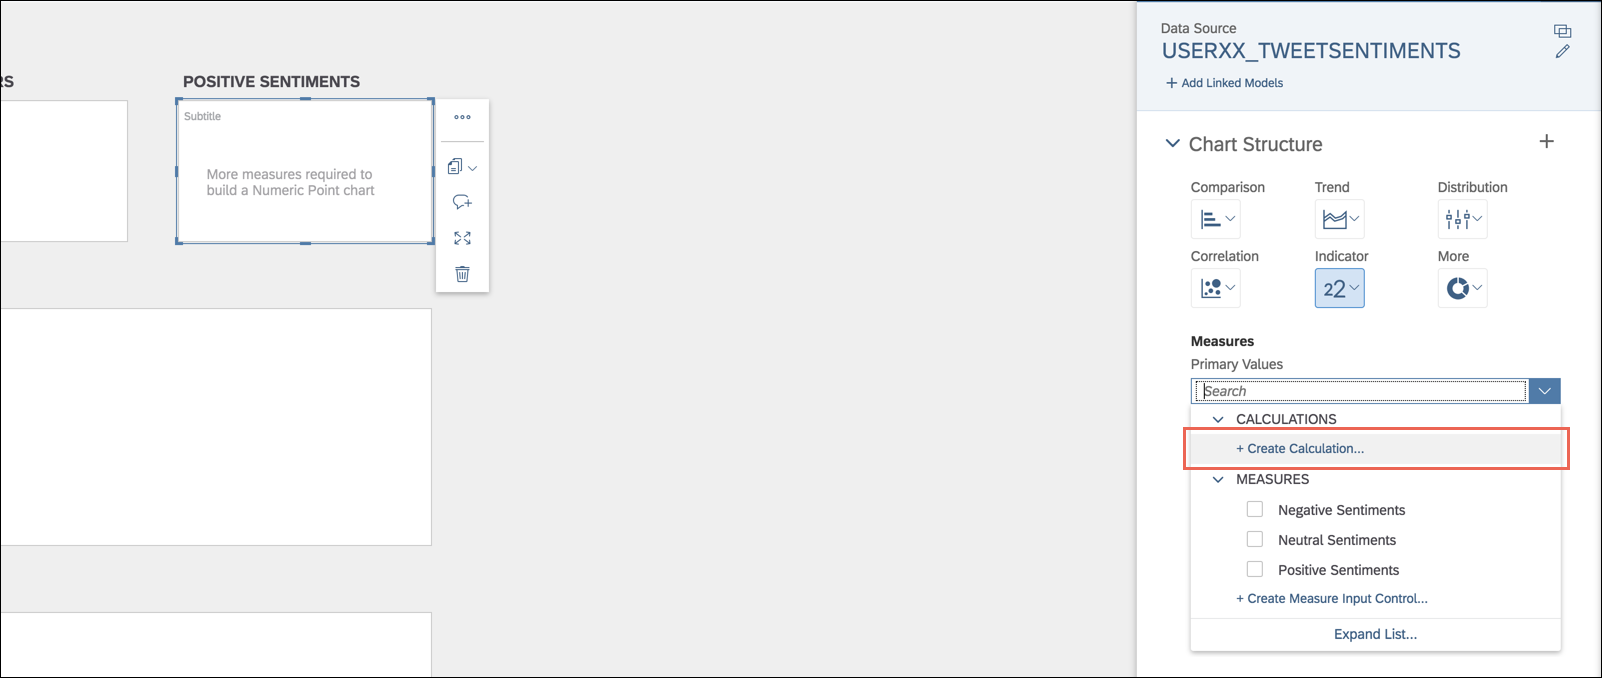 RS
POSITIVE SENTIMENTS
Subtitle
More measures required to
build a Numeric Point chart
Data Source
USERXX_TWEETSENTIMENTS
+ Add Linked Models
Chart Structure
Comparison
Trend
Distribution
Correlation
Indicator
More
22
Measures
Primary Values
Search
CALCULATIONS
+ Create Calculation...
MEASURES
Negative Sentiments
Neutral Sentiments
Positive Sentiments
+ Create Measure Input Control...
Expand List...